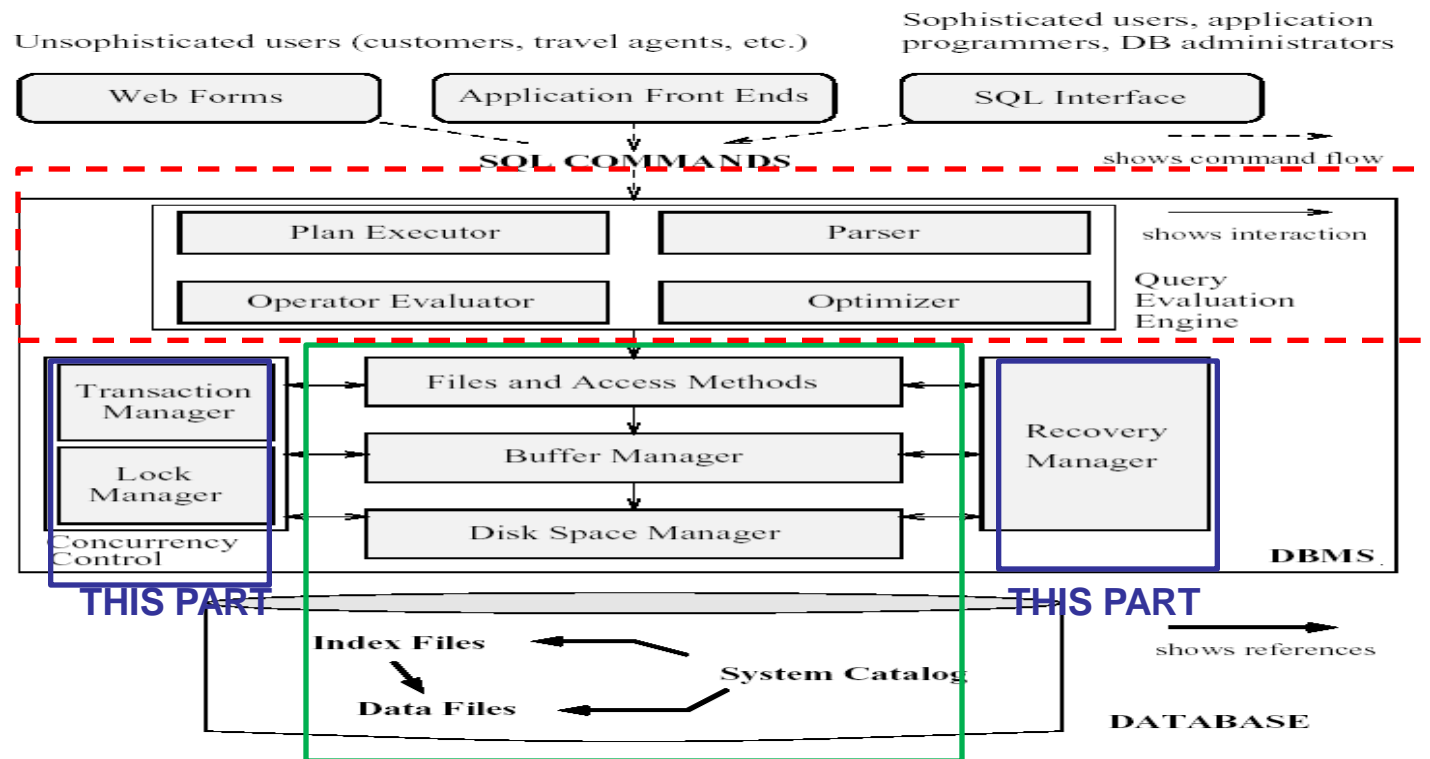 Sophisticated users, application
programmers, DB administrators
Unsophisticated users (customers, travel agents, etc.)
Web Forms
Application Front Ends
SQL Interface
SQL COMMANDS
shows command flow
Plan Executor
Parser
shows interaction
Operator Evaluator
Optimizer
Query
Evaluation
Engine
Transaction
Manager
Files and Access Methods
Recovery
Manager
Buffer Manager
Lock
Manager
Disk Space Manager
Concurrency
Control
DBMS
THIS PART
THIS PART
Index Files
shows references
System Catalog
Data Files
DATABASE